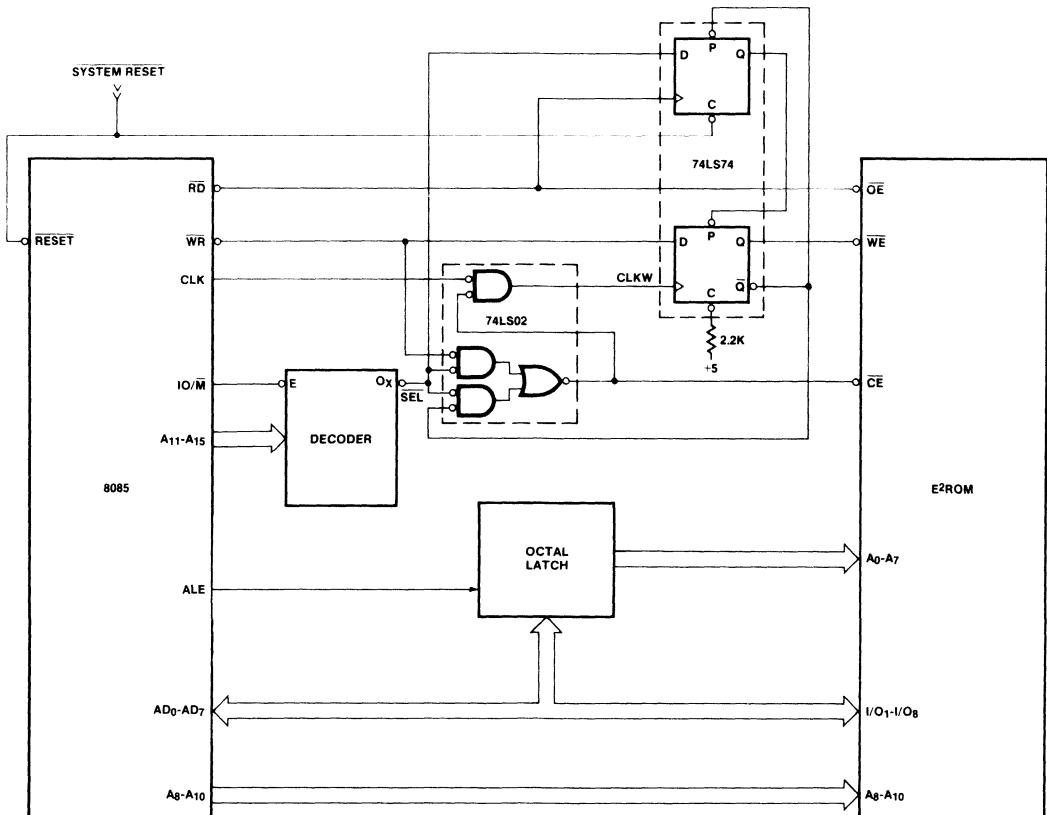 P
D
Q
SYSTEM RESET
C
74LS74
RD
OE
P
RESET
WR
D
Q
WE
CLK
CLKW
Q
C
74LS02
2.2K
+5
IO/M
E
OX
SEL
CE
A11-A15
DECODER
8085
E2ROM
OCTAL
LATCH
A0-A7
ALE
AD0-AD7
I/O1-I/O8
A8-A10
A8-A10